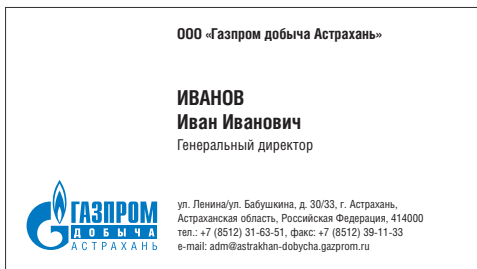 ООО «Газпром добыча Астрахань»
ИВАНОВ
Иван Иванович
Генеральный директор
ГАЗПРОМ
ДОБЫЧА
АСТРАХАНЬ
ул. Ленина/ул. Бабушкина, д. 30/33, г. Астрахань,
Астраханская область, Российская Федерация, 414000
тел.: +7 (8512) 31-63-51, факс: +7 (8512) 39-11-33
e-mail: adm@astrakhan-dobycha.gazprom.ru